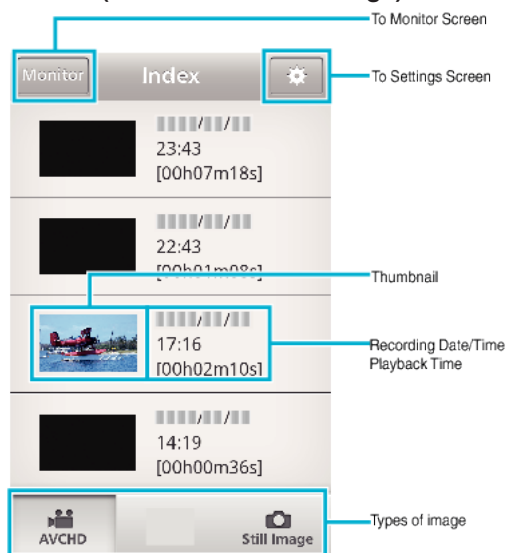 To Monitor Screen
Monitor
Index
To Settings Screen
23:43
[00h07m18s]
22:43
Thumbnail
17:16
[00h02m10s]
Recording Date/Time
Playback Time
14:19
[00h00m36s]
AVCHD
Still Image
Types of image